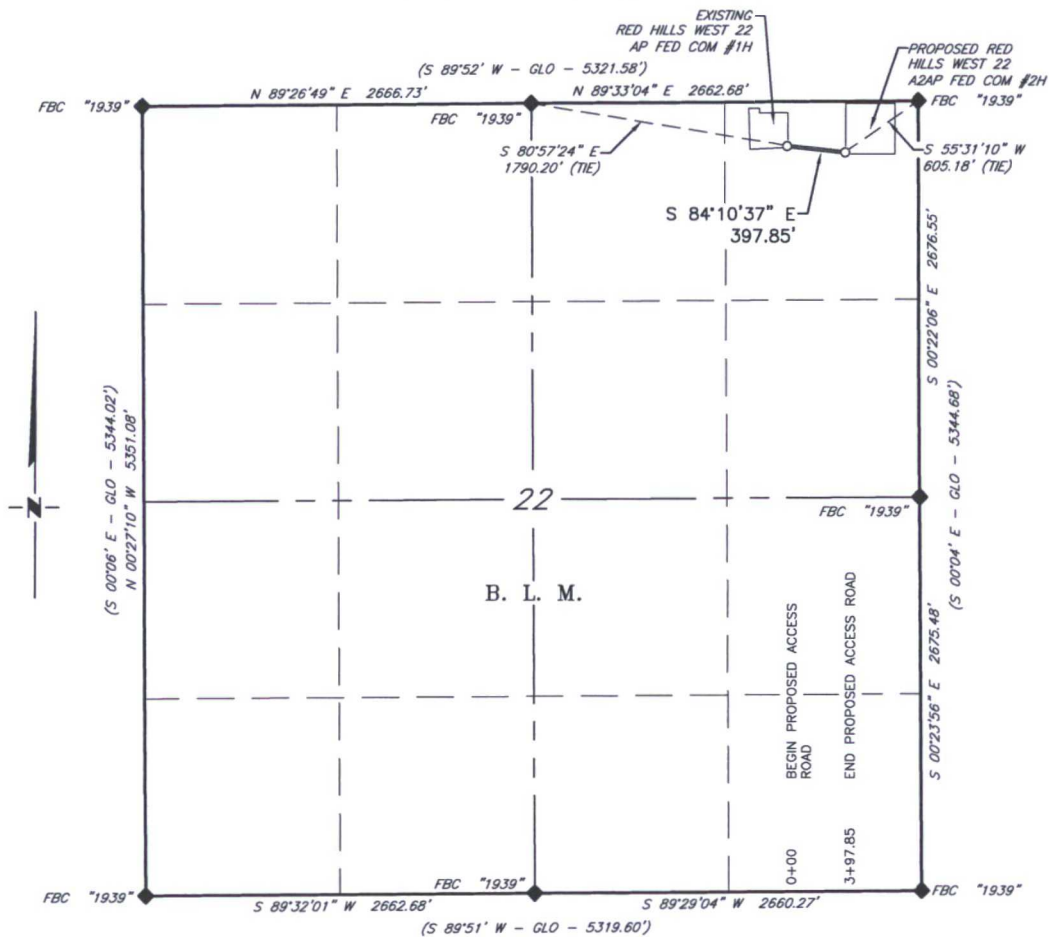 EXISTING
RED HILLS WEST 22
AP FED COM #1H
(S 89°52' W - GLO - 5321.58')
PROPOSED RED
HILLS WEST 22
A2AP FED COM #2H
FBC "1939"
N 89°26'49" E 2666.73'
FBC "1939"
N 89°33'04" E 2662.68'
FBC "1939"
S 80°57'24" E
1790.20' (TIE)
S 55°31'10" W
605.18' (TIE)
S 84°10'37" E
397.85'
S 00°22'06" E 2676.55'
(S 00°06' E - GLO - 5344.02')
N 00°27'10" W 5351.08'
(S 00°04' E - GLO - 5344.68')
N
22
FBC "1939"
B. L. M.
0+00 BEGIN PROPOSED ACCESS
ROAD
3+97.85 END PROPOSED ACCESS ROAD
S 00°23'56" E 2675.48'
FBC "1939"
S 89°32'01" W 2662.68'
FBC "1939"
S 89°29'04" W 2660.27'
FBC "1939"
(S 89°51' W - GLO - 5319.60')